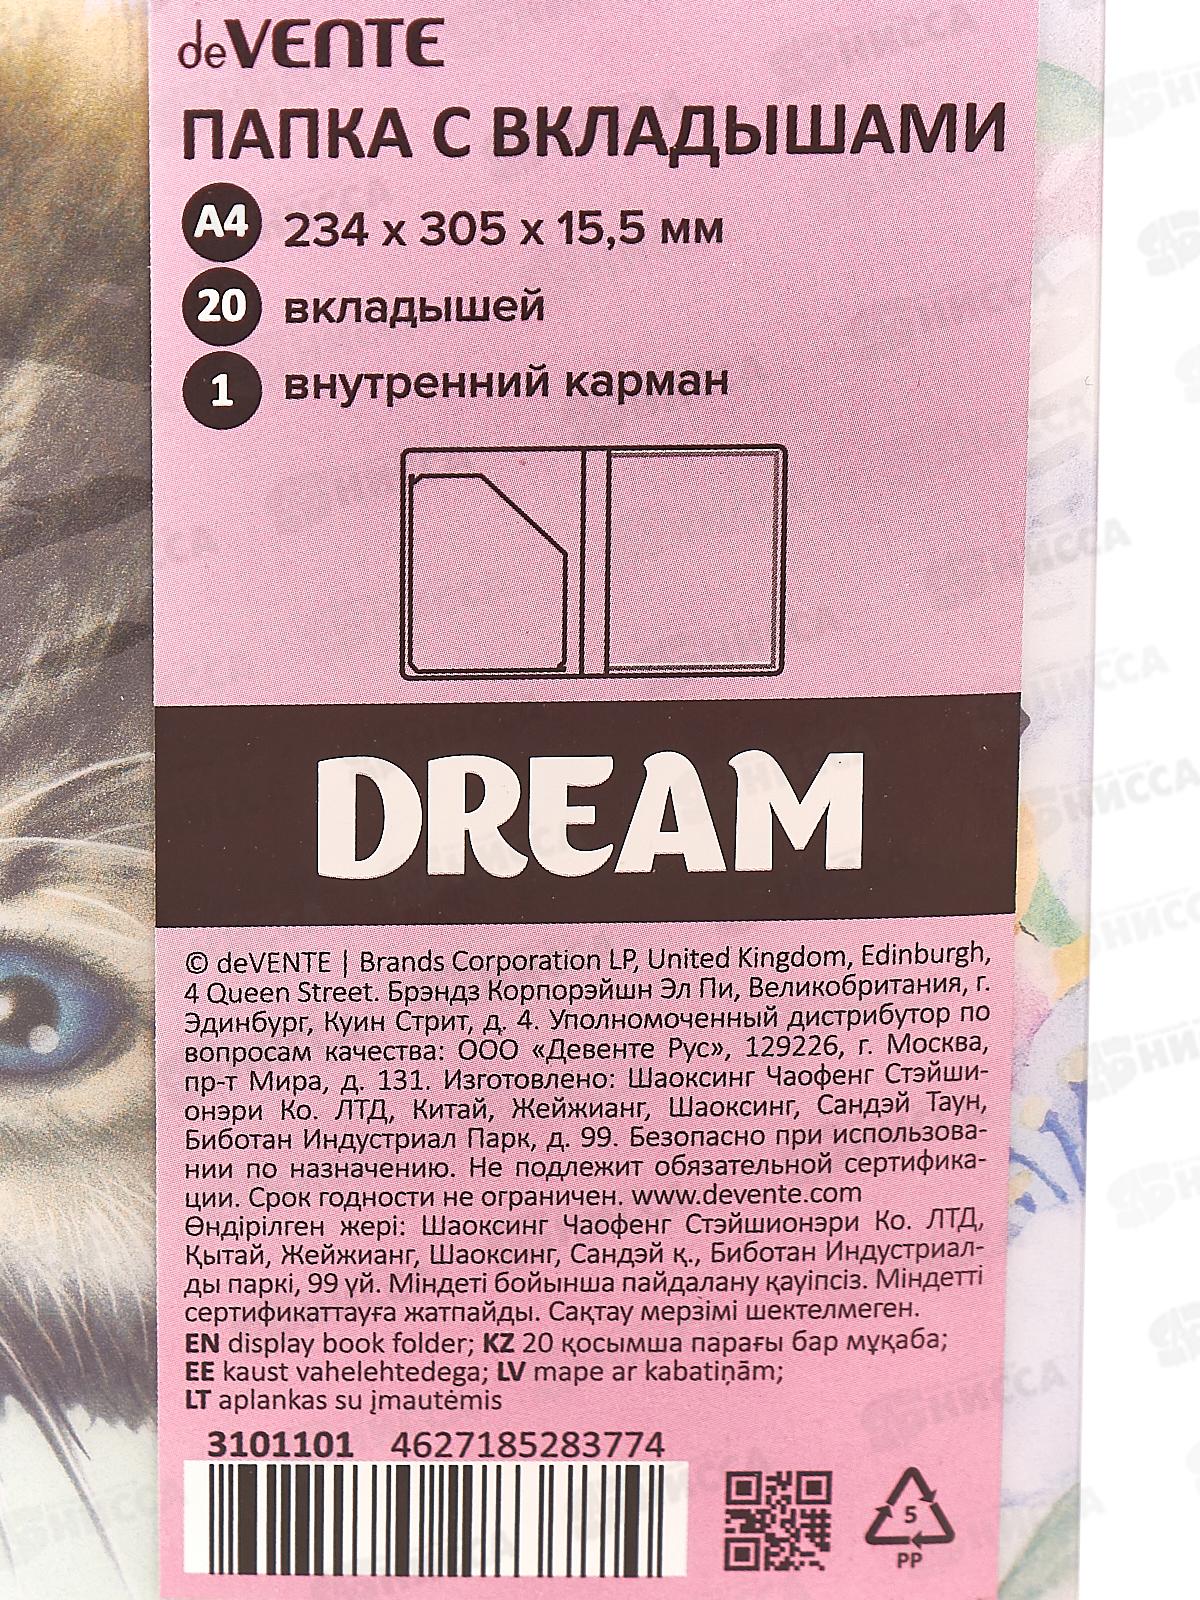 deVENTE
ПАПКА С ВКЛАДЫШАМИ
A4 234 x 305 x 15,5 мм
20 вкладышей
1 внутренний карман
DREAM
© deVENTE | Brands Corporation LP, United Kingdom, Edinburgh,
4 Queen Street. Брэндз Корпорэйшн Эл Пи, Великобритания, г.
Эдинбург, Куин Стрит, д. 4. Уполномоченный дистрибутор по
вопросам качества: ООО «Девенте Рус», 129226, г. Москва,
пр-т Мира, д. 131. Изготовлено: Шаоксинг Чаофенг Стэйши-
онэри Ко. ЛТД, Китай, Жейжианг, Шаоксинг, Сандэй Таун,
Биботан Индустриал Парк, д. 99. Безопасно при использова-
нии по назначению. Не подлежит обязательной сертифика-
ции. Срок годности не ограничен. www.devente.com
Өндірілген жері: Шаоксинг Чаофенг Стэйшионэри Ко. ЛТД,
Қытай, Жейжианг, Шаоксинг, Сандэй қ., Биботан Индустриал-
ды паркі, 99 үй. Міндеті бойынша пайдалану қауіпсіз. Міндетті
сертификаттауға жатпайды. Сақтау мерзімі шектелмеген.
EN display book folder; KZ 20 қосымша парағы бар мұқаба;
EE kaust vahelehtedega; LV mape ar kabatiņām;
LT aplankas su įmautėmis
3101101 4627185283774
5
PP